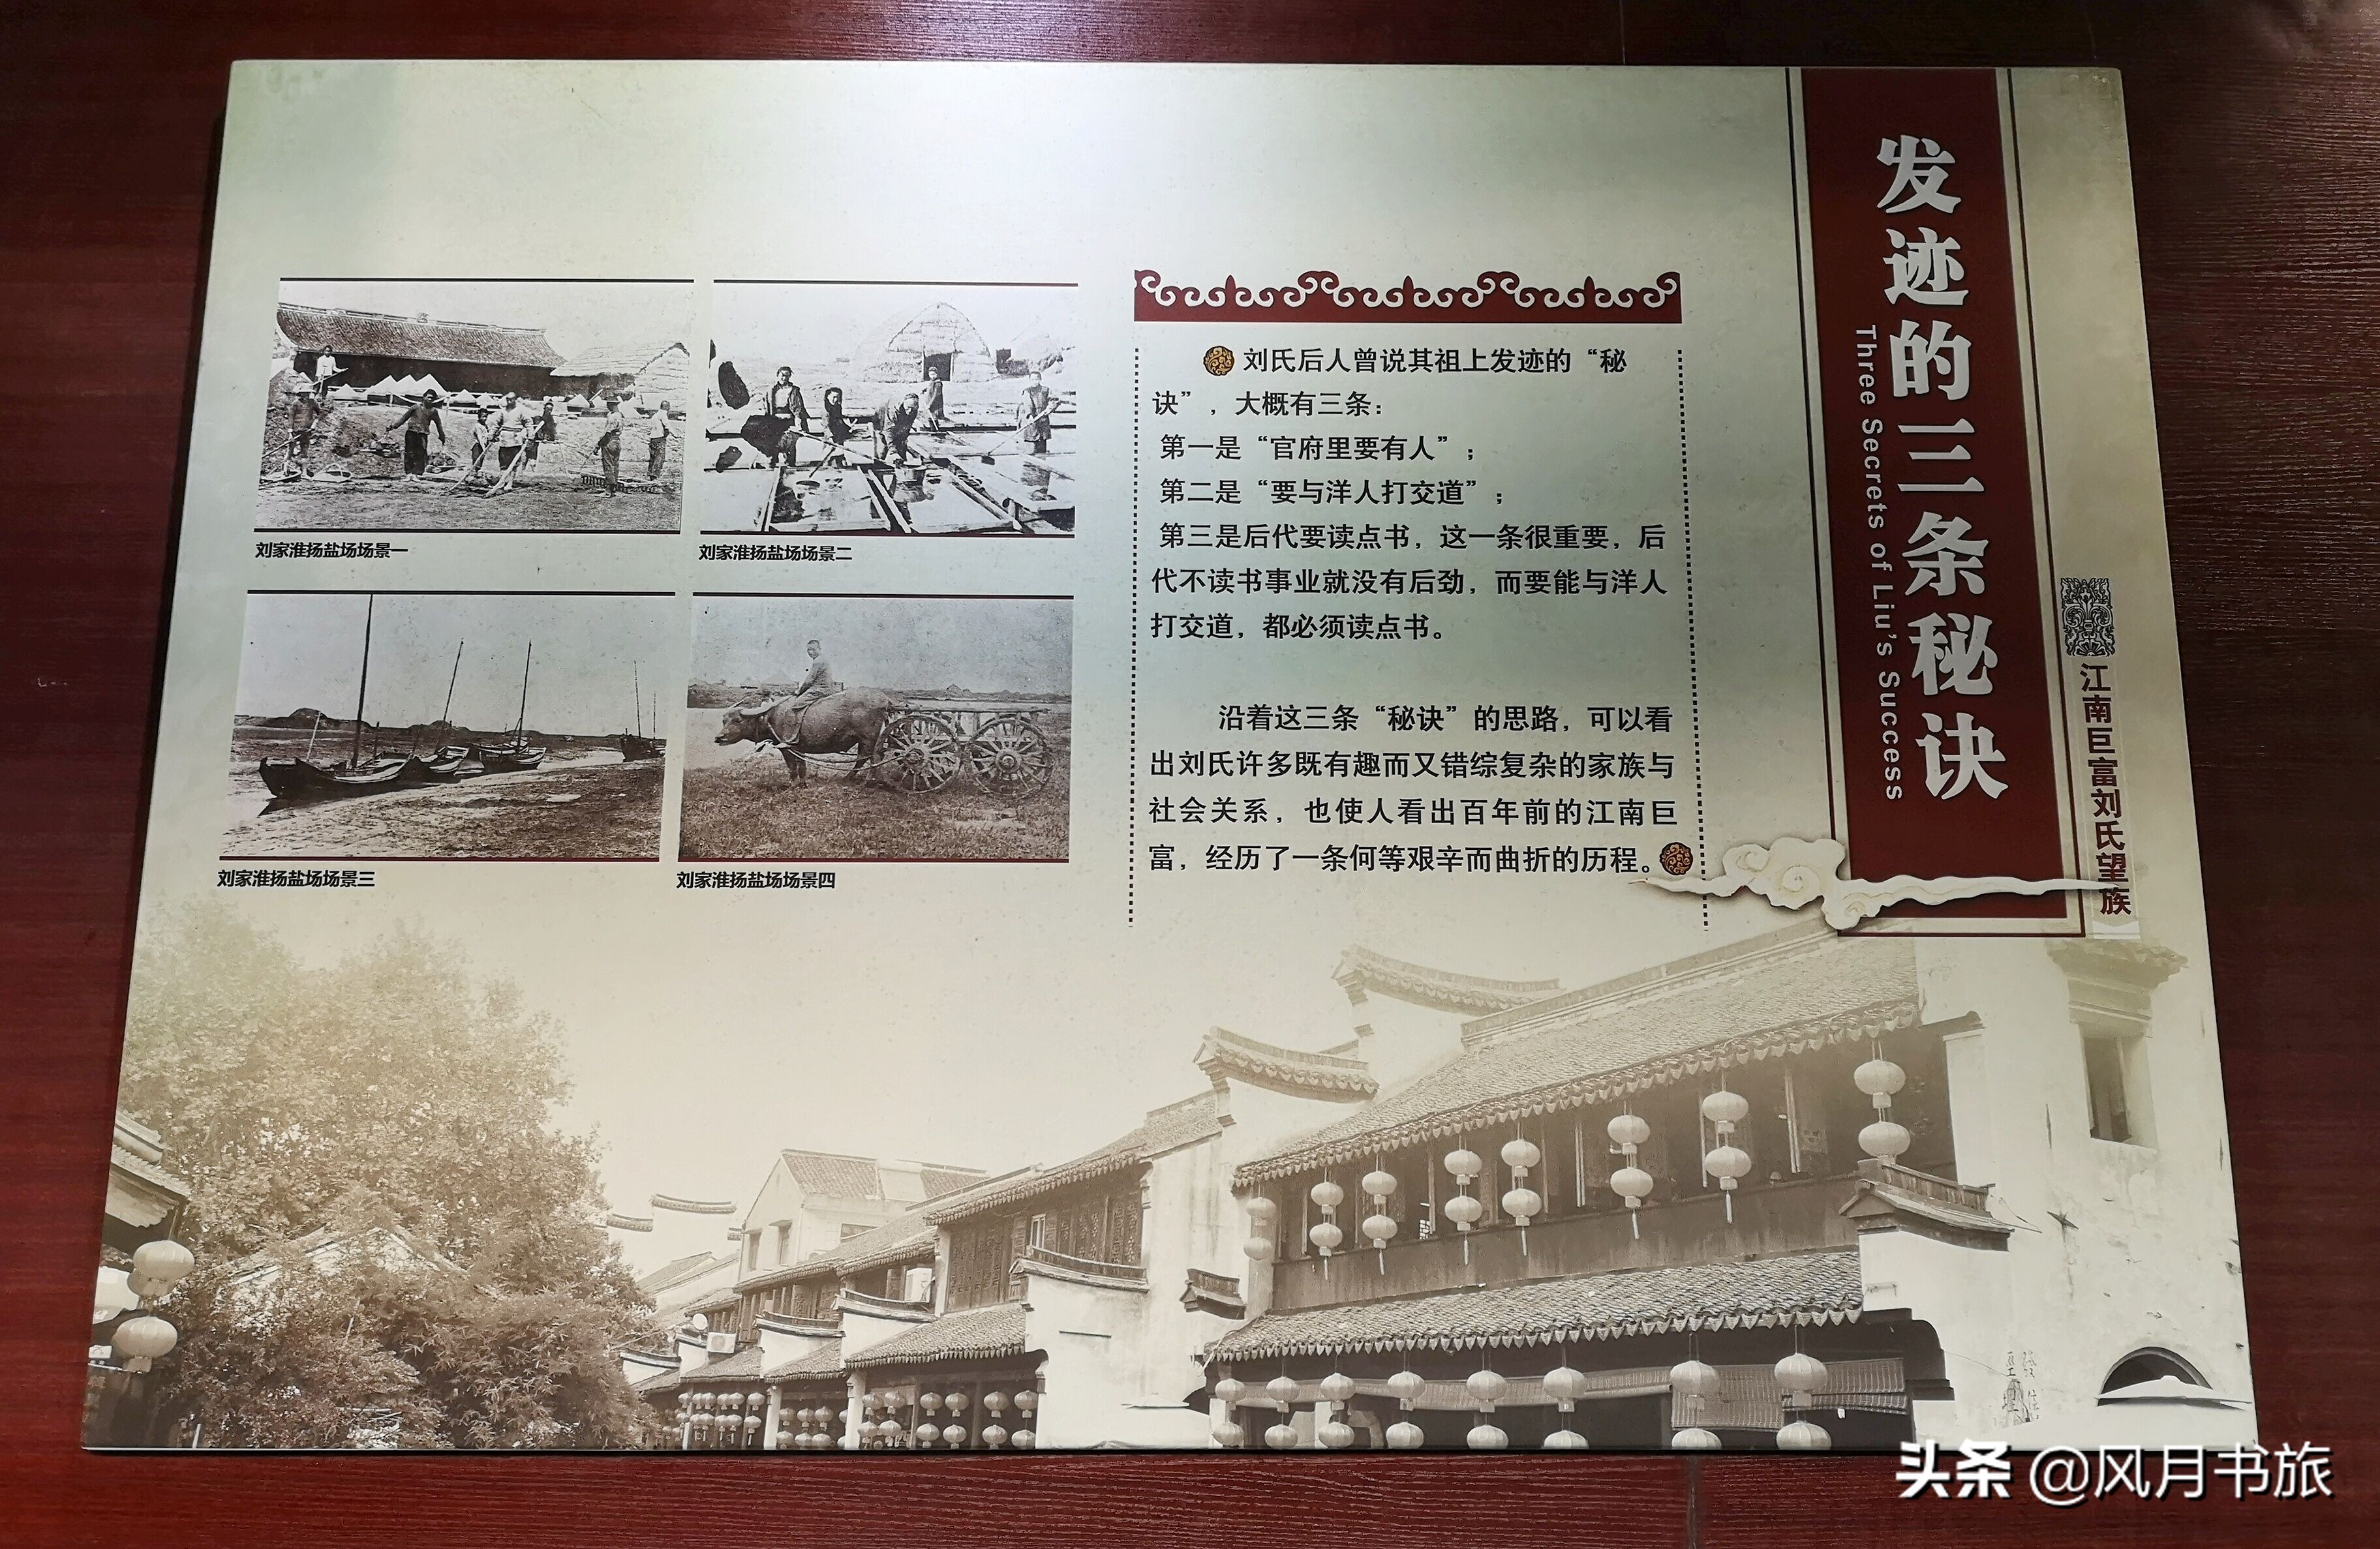 发迹的三条秘诀
Three Secrets of Liu's Success
江南巨富刘氏望族
刘氏后人曾说其祖上发迹的“秘
诀”，大概有三条：
第一是“官府里要有人”；
第二是“要与洋人打交道”；
第三是后代要读点书，这一条很重要，后
代不读书事业就没有后劲，而要能与洋人
打交道，都必须读点书。
沿着这三条“秘诀”的思路，可以看
出刘氏许多既有趣而又错综复杂的家族与
社会关系，也使人看出百年前的江南巨
富，经历了一条何等艰辛而曲折的历程。
刘家淮扬盐场场景一
刘家淮扬盐场场景二
刘家淮扬盐场场景三
刘家淮扬盐场场景四
头条 @风月书旅